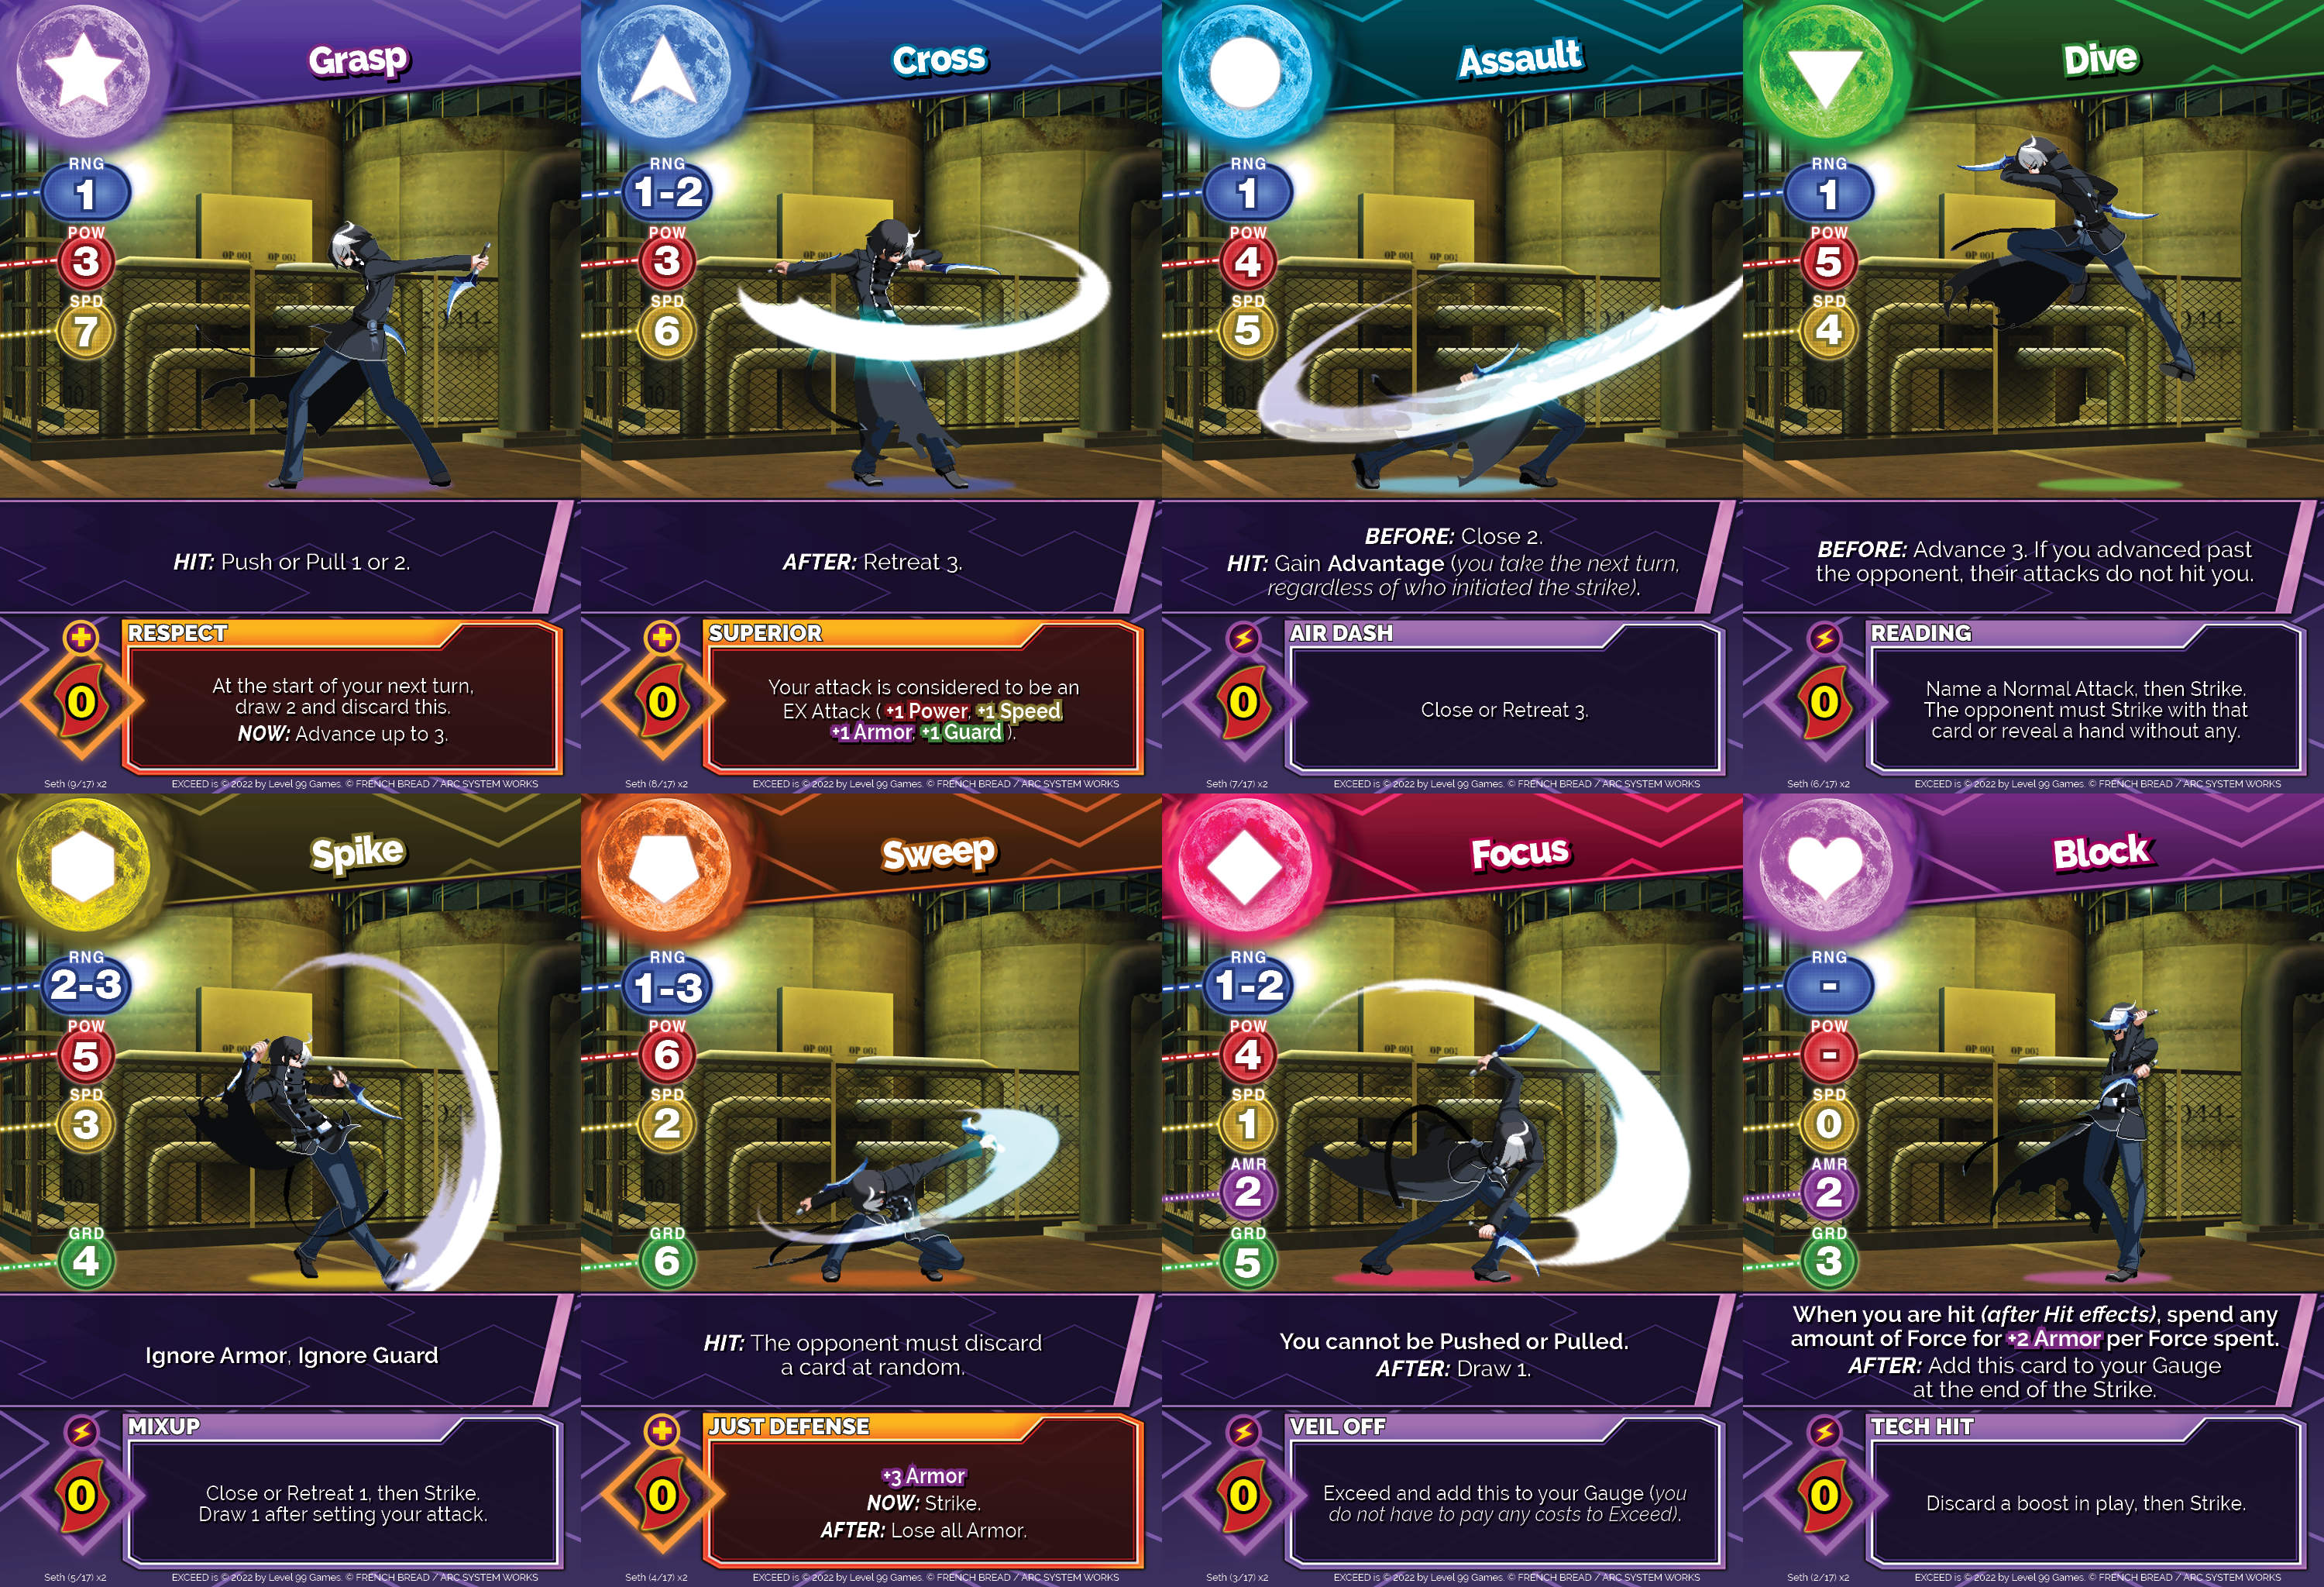 Grasp
RNG
1
POW
3
SPD
7
OP 001 OP 002
HIT: Push or Pull 1 or 2.
RESPECT
0
At the start of your next turn,
draw 2 and discard this.
NOW: Advance up to 3.
Seth (9/17) x2
EXCEED is © 2022 by Level 99 Games. © FRENCH BREAD / ARC SYSTEM WORKS
Cross
RNG
1-2
POW
3
SPD
6
AFTER: Retreat 3.
SUPERIOR
0
Your attack is considered to be an
EX Attack ( +1 Power, +1 Speed
+1 Armor, +1 Guard ).
Seth (8/17) x2
EXCEED is © 2022 by Level 99 Games. © FRENCH BREAD / ARC SYSTEM WORKS
Assault
RNG
1
POW
4
SPD
5
OP 001 OP 002
BEFORE: Close 2.
HIT: Gain Advantage (you take the next turn,
regardless of who initiated the strike).
AIR DASH
0
Close or Retreat 3.
Seth (7/17) x2
EXCEED is © 2022 by Level 99 Games. © FRENCH BREAD / ARC SYSTEM WORKS
Dive
RNG
1
POW
5
SPD
4
BEFORE: Advance 3. If you advanced past
the opponent, their attacks do not hit you.
READING
0
Name a Normal Attack, then Strike.
The opponent must Strike with that
card or reveal a hand without any.
Seth (6/17) x2
EXCEED is © 2022 by Level 99 Games. © FRENCH BREAD / ARC SYSTEM WORKS
Spike
RNG
2-3
POW
5
SPD
3
GRD
4
Ignore Armor, Ignore Guard
MIXUP
0
Close or Retreat 1, then Strike.
Draw 1 after setting your attack.
Seth (5/17) x2
EXCEED is © 2022 by Level 99 Games. © FRENCH BREAD / ARC SYSTEM WORKS
Sweep
RNG
1-3
POW
6
SPD
2
GRD
6
OP 001 OP 002
HIT: The opponent must discard
a card at random.
JUST DEFENSE
0
+3 Armor
NOW: Strike.
AFTER: Lose all Armor.
Seth (4/17) x2
EXCEED is © 2022 by Level 99 Games. © FRENCH BREAD / ARC SYSTEM WORKS
Focus
RNG
1-2
POW
4
SPD
1
AMR
2
GRD
5
OP 001 OP 002
You cannot be Pushed or Pulled.
AFTER: Draw 1.
VEIL OFF
0
Exceed and add this to your Gauge (you
do not have to pay any costs to Exceed).
Seth (3/17) x2
EXCEED is © 2022 by Level 99 Games. © FRENCH BREAD / ARC SYSTEM WORKS
Block
RNG
-
POW
-
SPD
0
AMR
2
GRD
3
OP 001 OP 002
When you are hit (after Hit effects), spend any
amount of Force for +2 Armor per Force spent.
AFTER: Add this card to your Gauge
at the end of the Strike.
TECH HIT
0
Discard a boost in play, then Strike.
Seth (2/17) x2
EXCEED is © 2022 by Level 99 Games. © FRENCH BREAD / ARC SYSTEM WORKS